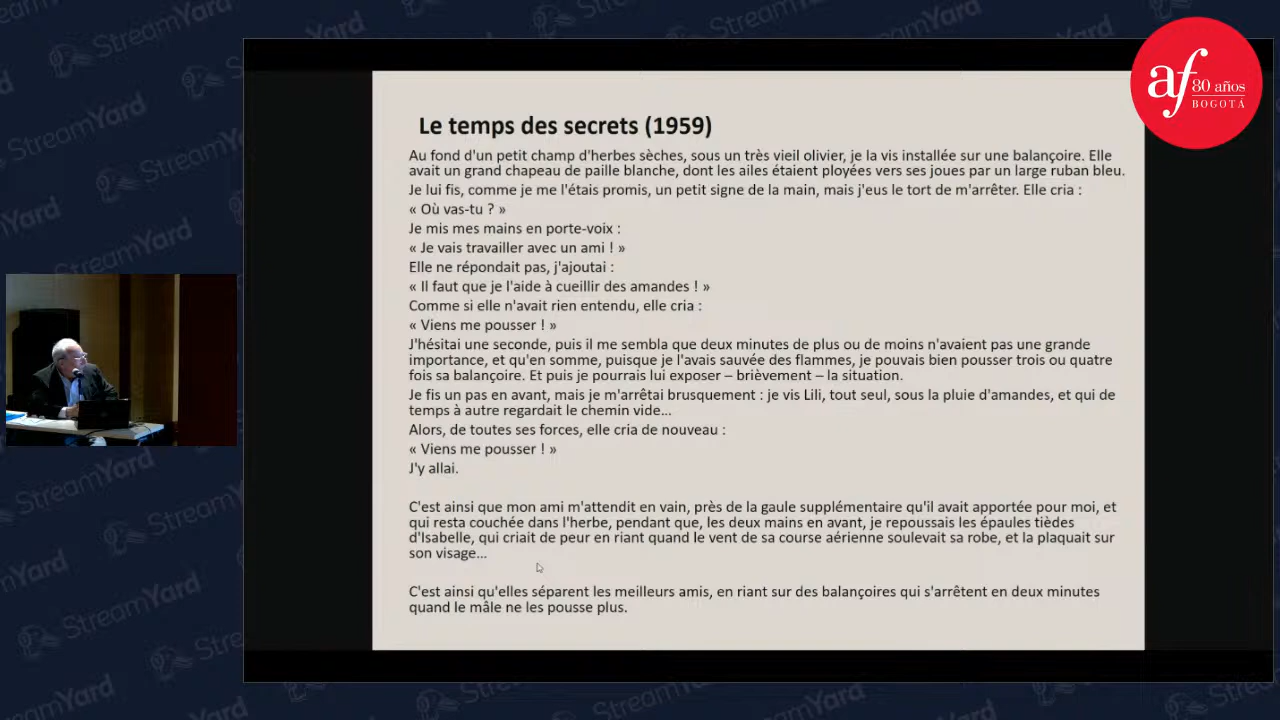 af
80 años
BOGOTÁ
Le temps des secrets (1959)
Au fond d'un petit champ d'herbes sèches, sous un très vieil olivier, je la vis installée sur une balançoire. Elle
avait un grand chapeau de paille blanche, dont les ailes étaient ployées vers ses joues par un large ruban bleu.
Je lui fis, comme je me l'étais promis, un petit signe de la main, mais j'eus le tort de m'arrêter. Elle cria :
« Où vas-tu ? »
Je mis mes mains en porte-voix :
« Je vais travailler avec un ami ! »
Elle ne répondait pas, j'ajoutai :
« Il faut que je l'aide à cueillir des amandes ! »
Comme si elle n'avait rien entendu, elle cria :
« Viens me pousser ! »
J'hésitai une seconde, puis il me sembla que deux minutes de plus ou de moins n'avaient pas une grande
importance, et qu'en somme, puisque je l'avais sauvée des flammes, je pouvais bien pousser trois ou quatre
fois sa balançoire. Et puis je pourrais lui exposer – brièvement – la situation.
Je fis un pas en avant, mais je m'arrêtai brusquement : je vis Lili, tout seul, sous la pluie d'amandes, et qui de
temps à autre regardait le chemin vide...
Alors, de toutes ses forces, elle cria de nouveau :
« Viens me pousser ! »
J'y allai.
C'est ainsi que mon ami m'attendit en vain, près de la gaule supplémentaire qu'il avait apportée pour moi, et
qui resta couchée dans l'herbe, pendant que, les deux mains en avant, je repoussais les épaules tièdes
d'Isabelle, qui criait de peur en riant quand le vent de sa course aérienne soulevait sa robe, et la plaquait sur
son visage...
C'est ainsi qu'elles séparent les meilleurs amis, en riant sur des balançoires qui s'arrêtent en deux minutes
quand le mâle ne les pousse plus.
StreamYard